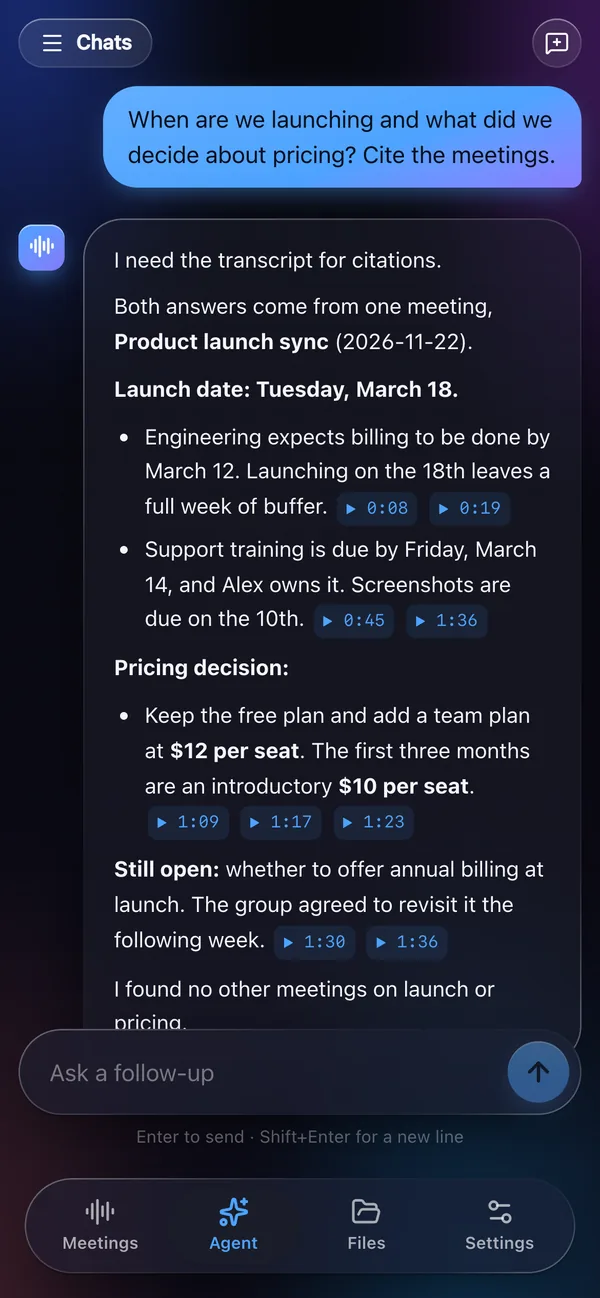 Chats
When are we launching and what did we
decide about pricing? Cite the meetings.
I need the transcript for citations.
Both answers come from one meeting,
Product launch sync (2026-11-22).
Launch date: Tuesday, March 18.
• Engineering expects billing to be done by
March 12. Launching on the 18th leaves a
full week of buffer. ▶ 0:08 ▶ 0:19
• Support training is due by Friday, March
14, and Alex owns it. Screenshots are
due on the 10th. ▶ 0:45 ▶ 1:36
Pricing decision:
• Keep the free plan and add a team plan
at $12 per seat. The first three months
are an introductory $10 per seat.
▶ 1:09 ▶ 1:17 ▶ 1:23
Still open: whether to offer annual billing at
launch. The group agreed to revisit it the
following week. ▶ 1:30 ▶ 1:36
I found no other meetings on launch or
pricing.
Ask a follow-up
Enter to send · Shift+Enter for a new line
Meetings Agent Files Settings